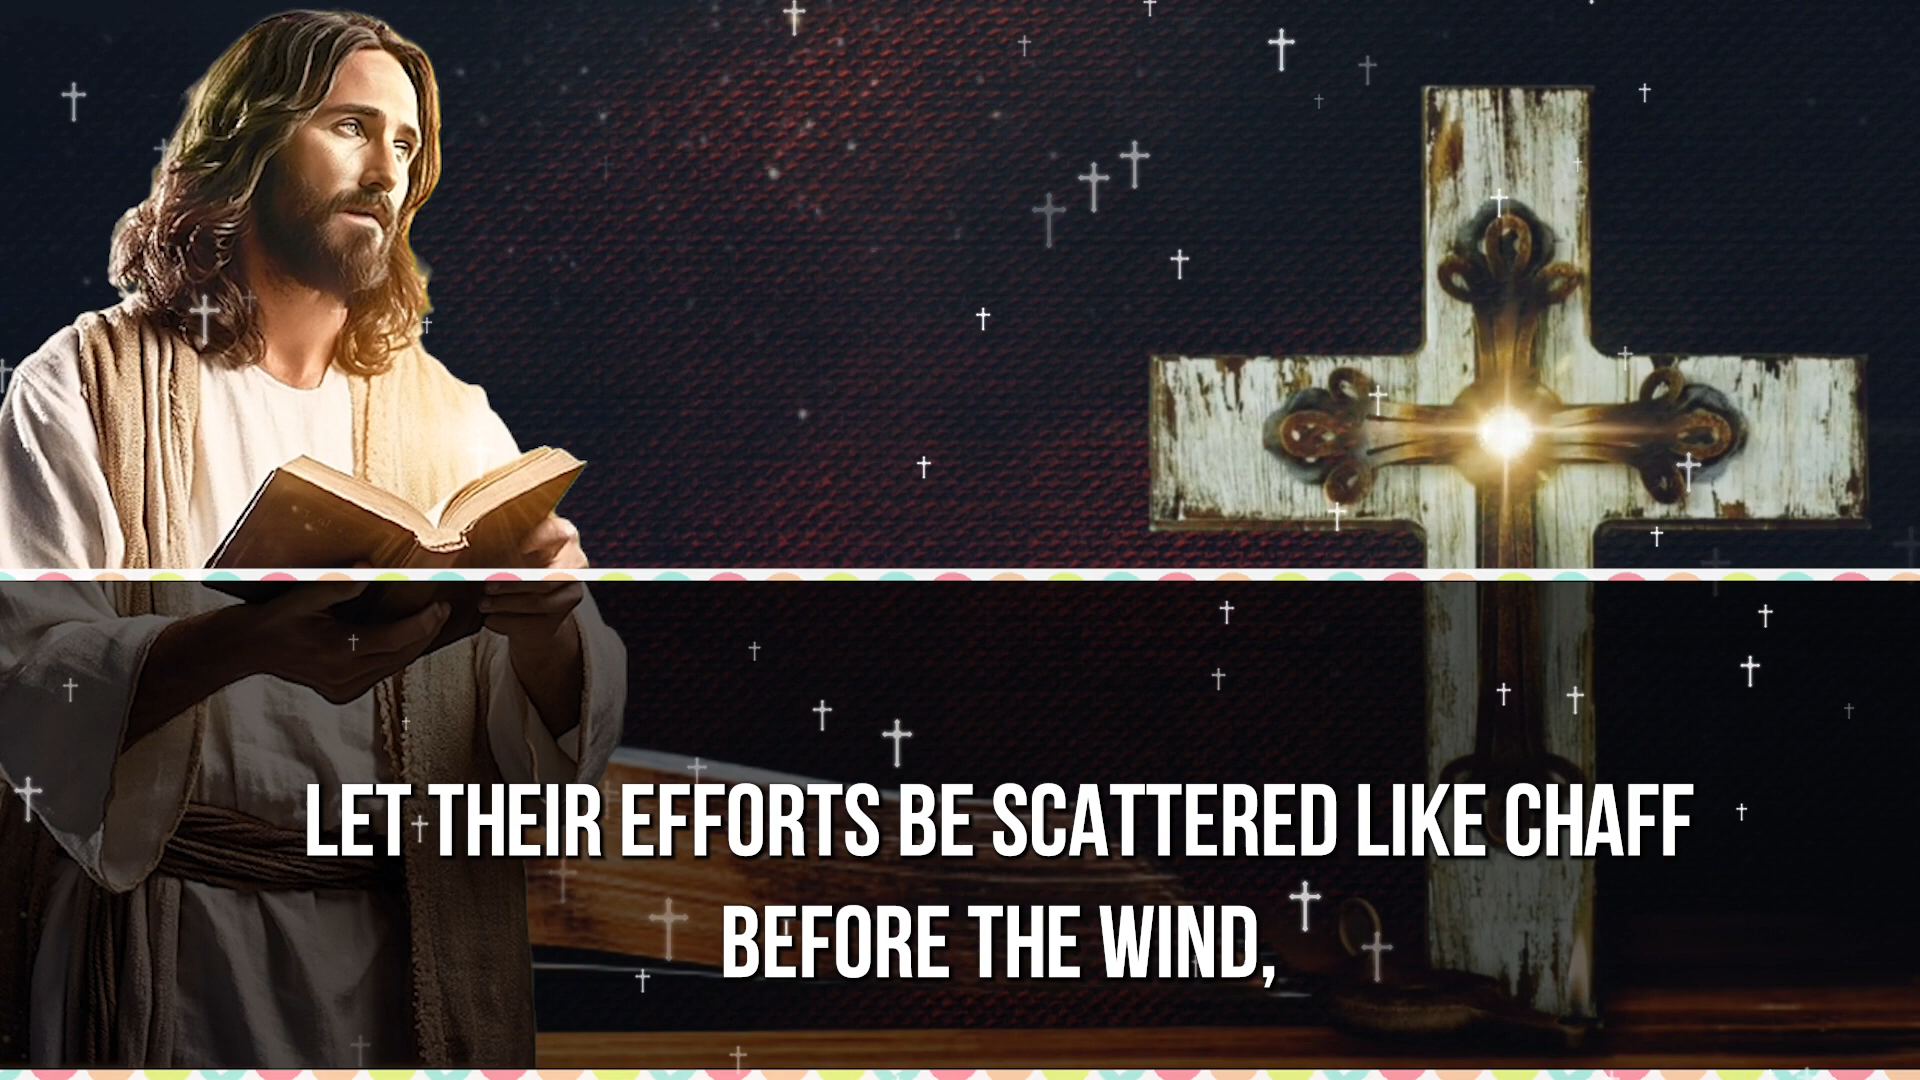 LET THEIR EFFORTS BE SCATTERED LIKE CHAFF
BEFORE THE WIND,